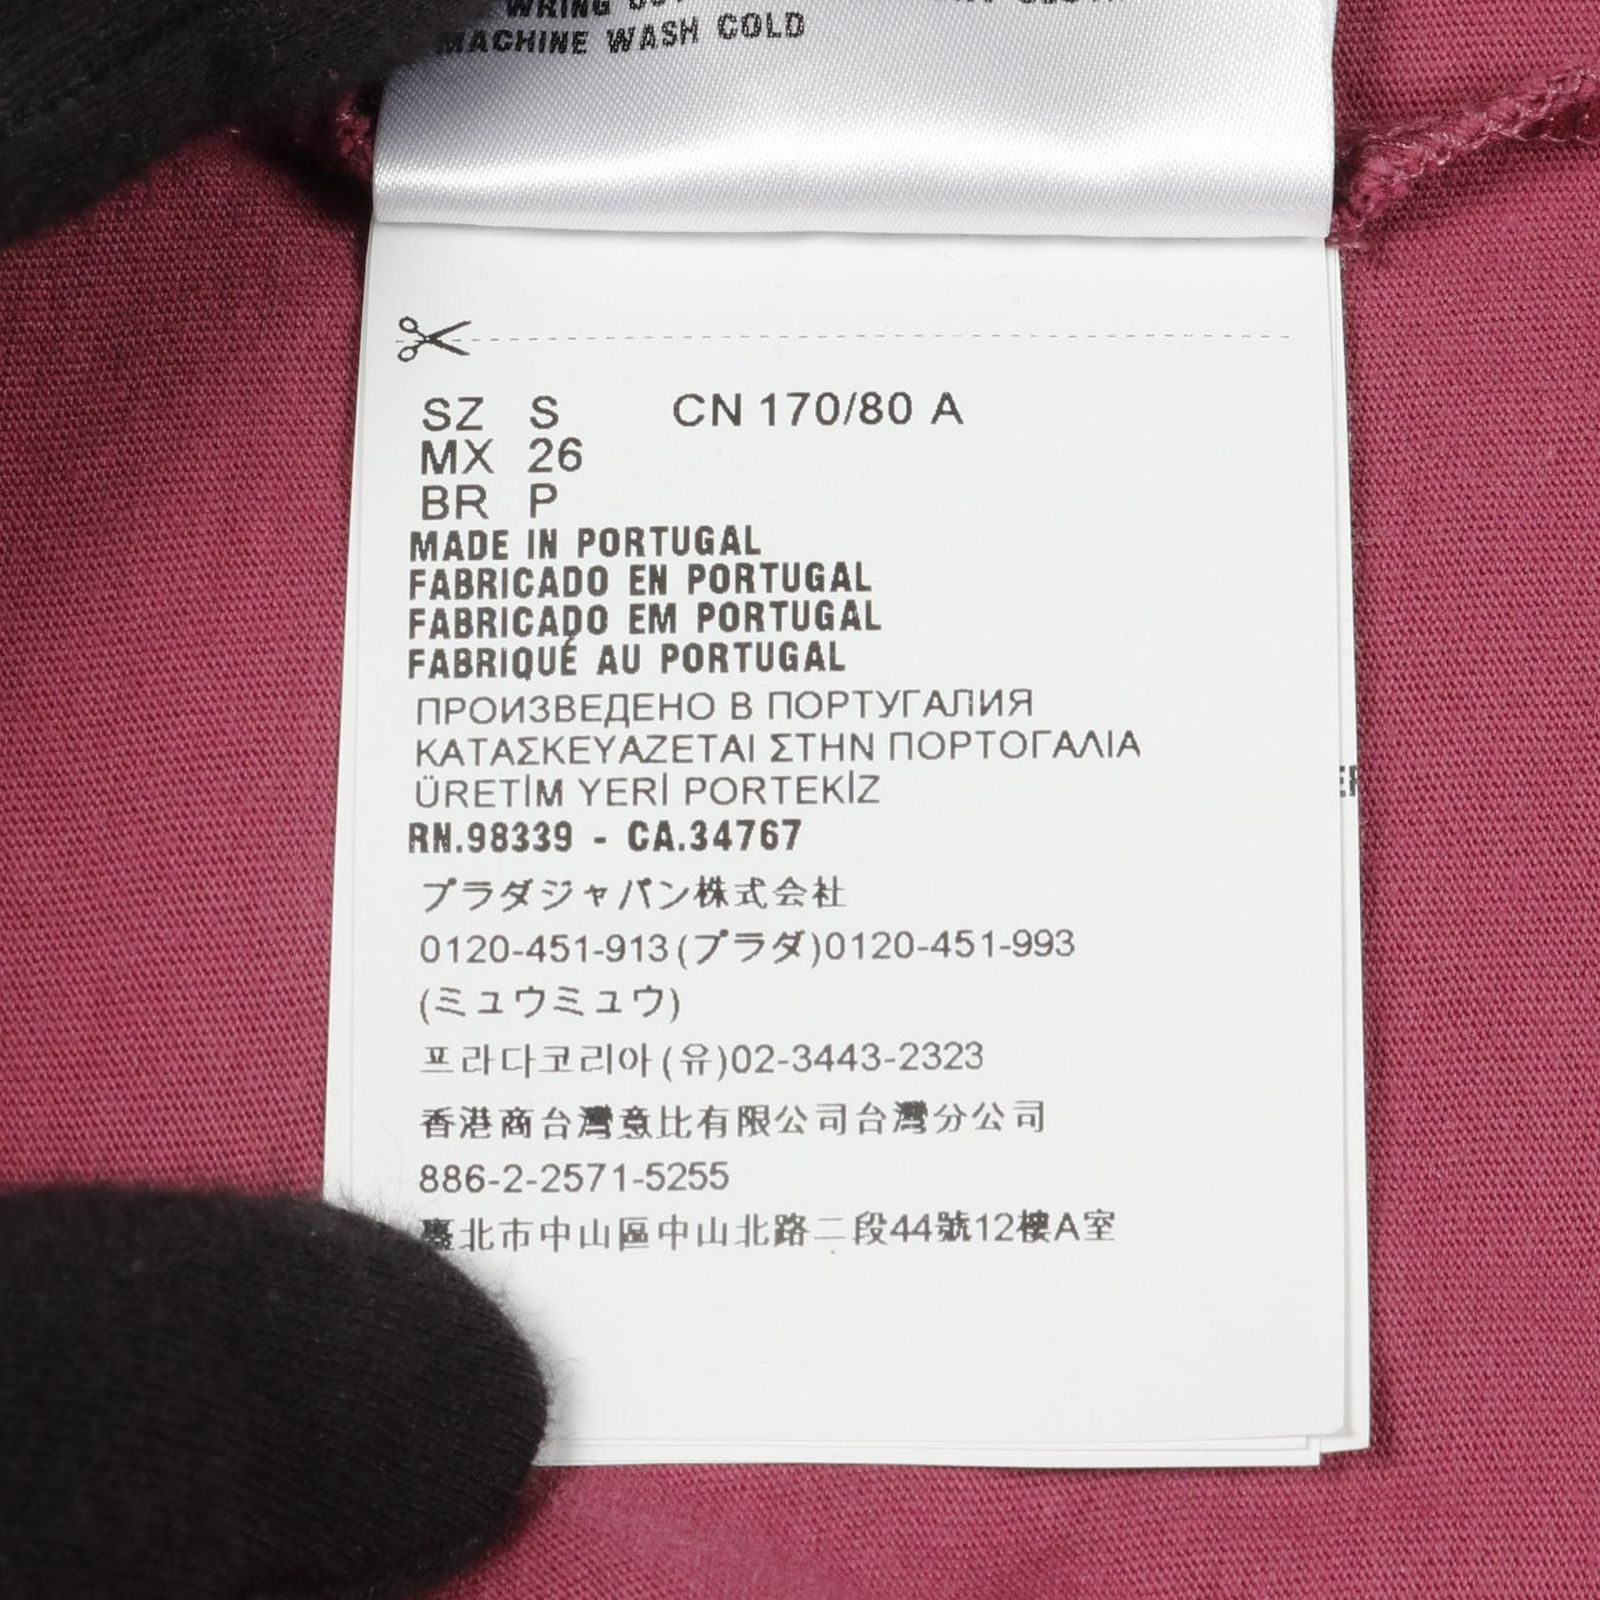 WRING
MACHINE WASH COLD
SZ S CN 170/80 A
MX 26
BR P
MADE IN PORTUGAL
FABRICADO EN PORTUGAL
FABRICADO EM PORTUGAL
FABRIQUÉ AU PORTUGAL
ПРОИЗВЕДЕНО В ПОРТУГАЛИЯ
ΚΑΤΑΣΚΕΥΑΖΕΤΑΙ ΣΤΗΝ ΠΟΡΤΟΓΑΛΙΑ
ÜRETİM YERİ PORTEKİZ
RN.98339 - CA.34767
プラダジャパン株式会社
0120-451-913(プラダ)0120-451-993
(ミュウミュウ)
프라다코리아(유)02-3443-2323
香港商台灣意比有限公司台灣分公司
886-2-2571-5255
臺北市中山區中山北路二段44號12樓A室